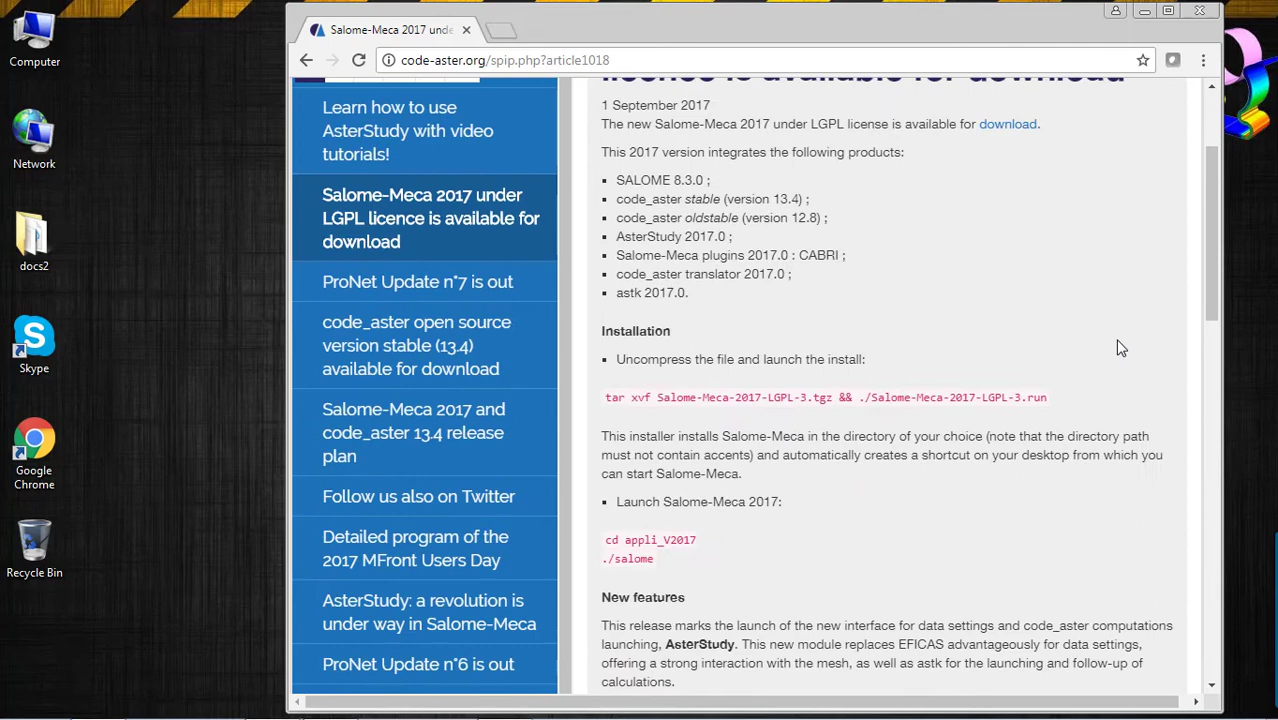 Computer
Network
docs2
Skype
Google
Chrome
Recycle Bin
Salome-Meca 2017 unde
code-aster.org/spip.php?article1018
Learn how to use
AsterStudy with video
tutorials!
Salome-Meca 2017 under
LGPL licence is available for
download
ProNet Update n°7 is out
code_aster open source
version stable (13.4)
available for download
Salome-Meca 2017 and
code_aster 13.4 release
plan
Follow us also on Twitter
Detailed program of the
2017 MFront Users Day
AsterStudy: a revolution is
under way in Salome-Meca
ProNet Update n°6 is out
licence is available for download
1 September 2017
The new Salome-Meca 2017 under LGPL license is available for download.
This 2017 version integrates the following products:
▪ SALOME 8.3.0 ;
▪ code_aster stable (version 13.4) ;
▪ code_aster oldstable (version 12.8) ;
▪ AsterStudy 2017.0 ;
▪ Salome-Meca plugins 2017.0 : CABRI ;
▪ code_aster translator 2017.0 ;
▪ astk 2017.0.
Installation
▪ Uncompress the file and launch the install:
tar xvf Salome-Meca-2017-LGPL-3.tgz && ./Salome-Meca-2017-LGPL-3.run
This installer installs Salome-Meca in the directory of your choice (note that the directory path
must not contain accents) and automatically creates a shortcut on your desktop from which you
can start Salome-Meca.
▪ Launch Salome-Meca 2017:
cd appli_V2017
./salome
New features
This release marks the launch of the new interface for data settings and code_aster computations
launching, AsterStudy. This new module replaces EFICAS advantageously for data settings,
offering a strong interaction with the mesh, as well as astk for the launching and follow-up of
calculations.